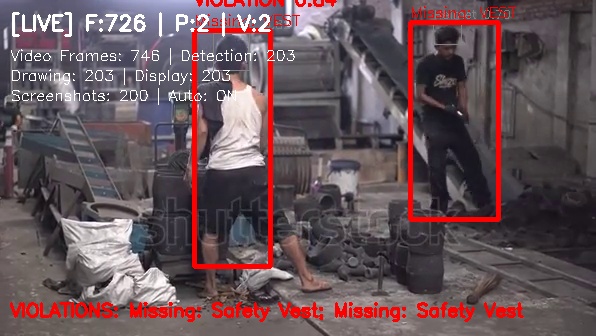 VIOLATION 0.84
[LIVE] F:726 | P:2 V:2
Video Frames: 746 | Detection: 203
Drawing: 203 | Display: 203
Screenshots: 200 | Auto: ON
shutterstock
VIOLATIONS: Missing: Safety Vest; Missing: Safety Vest